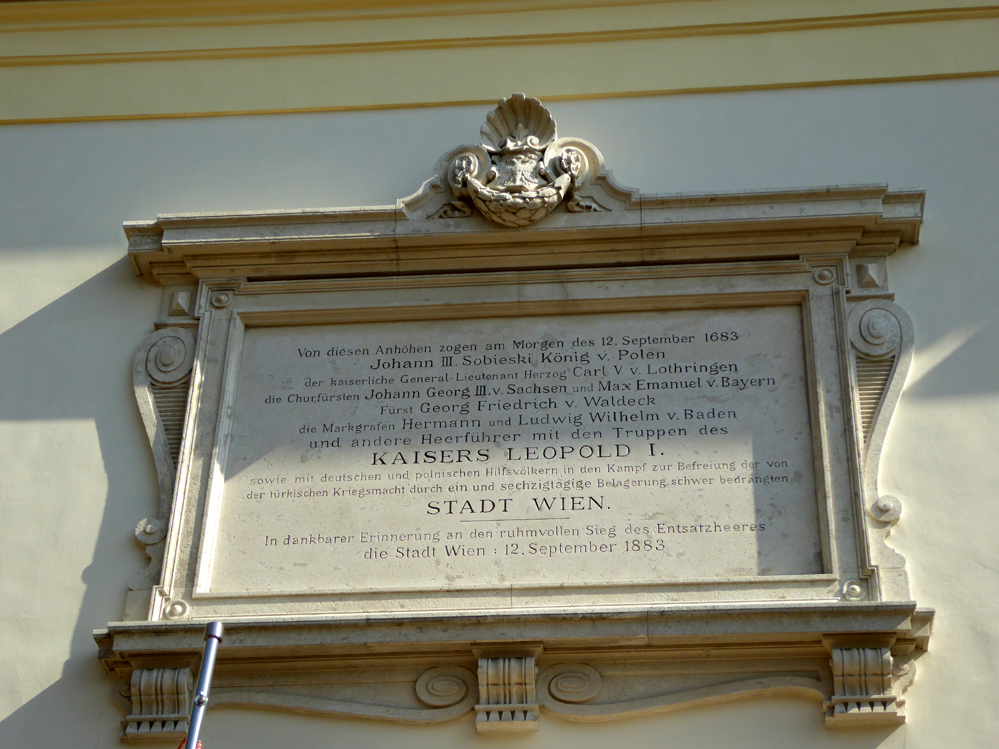 Von diesen Anhöhen zogen am Morgen des 12. September 1683
Johann III. Sobieski König v. Polen
der kaiserliche General-Lieutenant Herzog Carl V v. Lothringen
die Churfürsten Johann Georg III. v. Sachsen und Max Emanuel v. Bayern
Fürst Georg Friedrich v. Waldeck
die Markgrafen Hermann und Ludwig Wilhelm v. Baden
und andere Heerführer mit den Truppen des
KAISERS LEOPOLD I.
sowie mit deutschen und polnischen Hilfsvölkern in den Kampf zur Befreiung der von
der türkischen Kriegsmacht durch ein und sechzigtägige Belagerung schwer bedrängten
STADT WIEN.
In dankbarer Erinnerung an den ruhmvollen Sieg des Entsatzheeres
die Stadt Wien : 12. September 1883